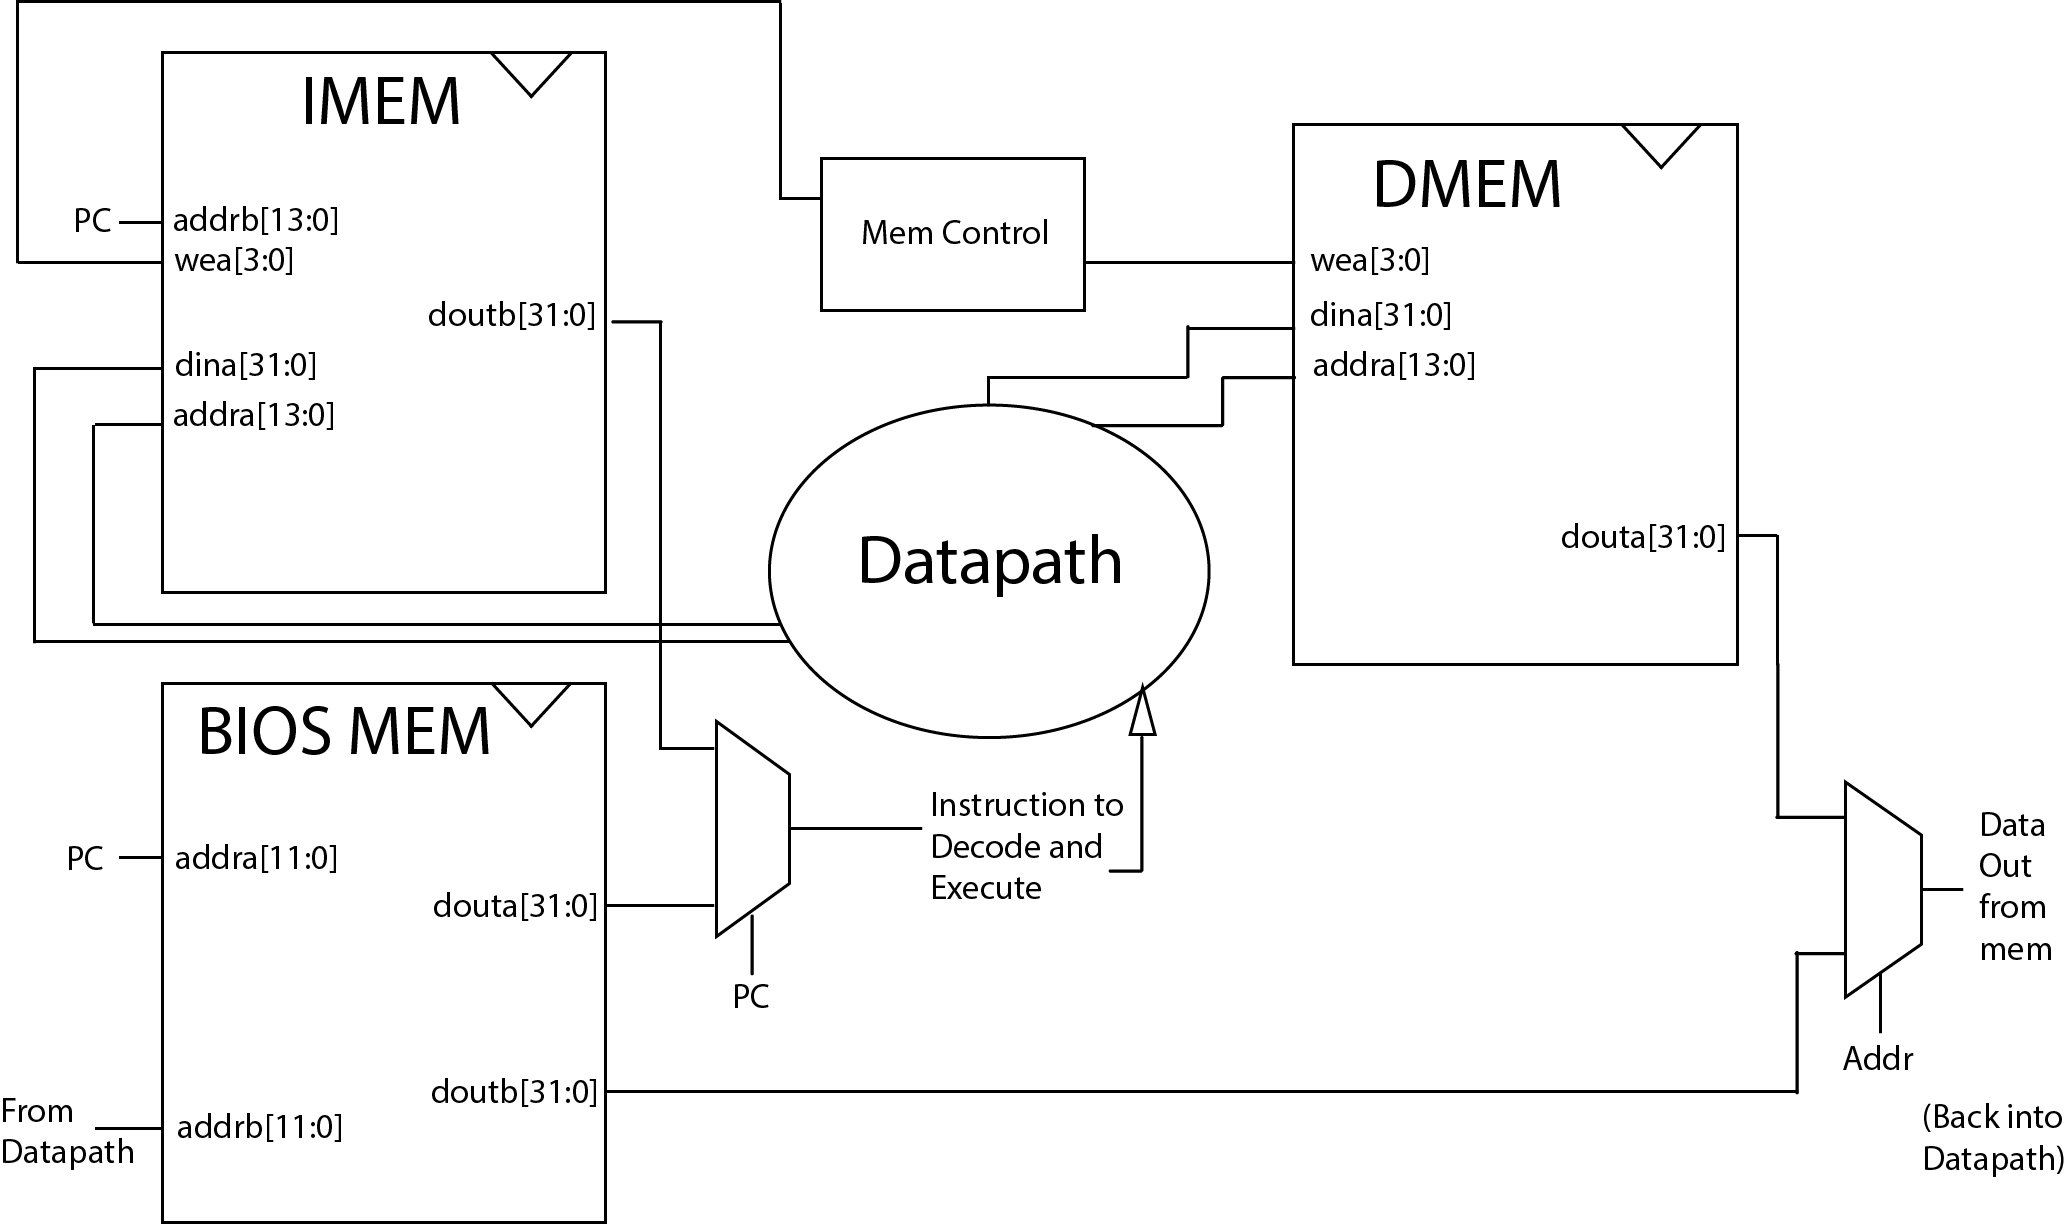 IMEM
PC
addrb[13:0]
wea[3:0]
doutb[31:0]
dina[31:0]
addra[13:0]
Mem Control
DMEM
wea[3:0]
dina[31:0]
addra[13:0]
douta[31:0]
Datapath
BIOS MEM
PC
addra[11:0]
douta[31:0]
doutb[31:0]
From
Datapath
addrb[11:0]
PC
Instruction to
Decode and
Execute
Data
Out
from
mem
Addr
(Back into
Datapath)